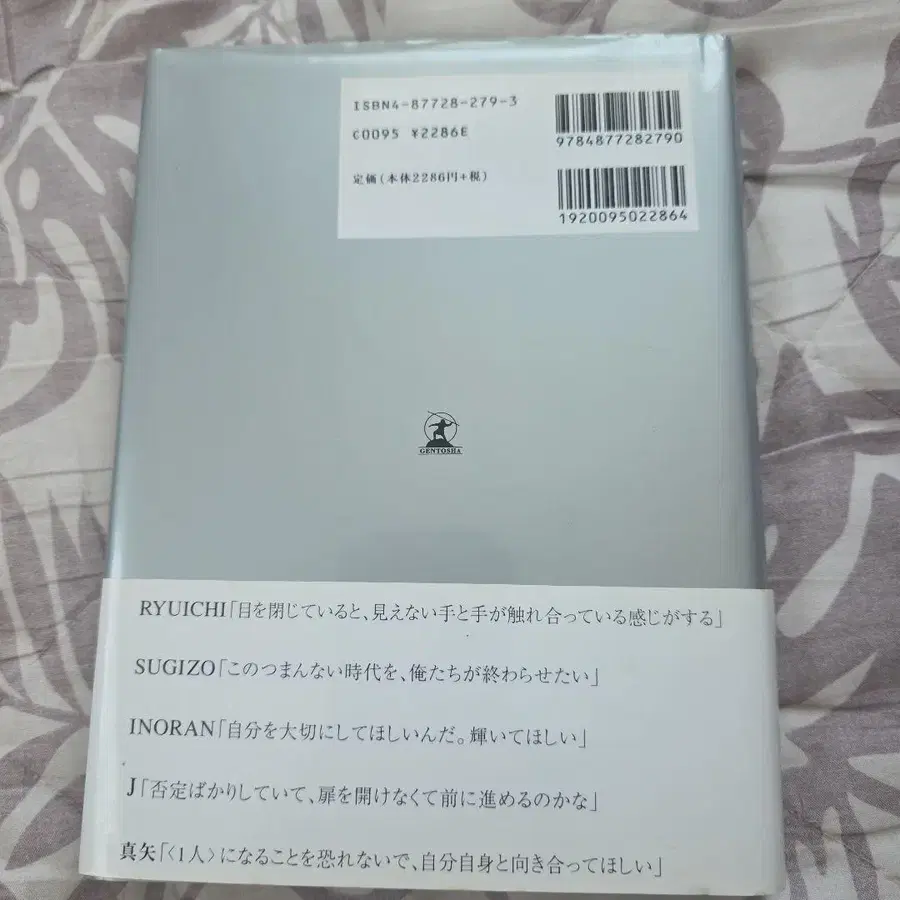 ISBN4-87728-279-3
C0095 ¥2286E
定価(本体2286円+税)
9784877282790
1920095022864
GENTOSHA
RYUICHI「目を閉じていると、見えない手と手が触れ合っている感じがする」
SUGIZO「このつまんない時代を、俺たちが終わらせたい」
INORAN「自分を大切にしてほしいんだ。輝いてほしい」
J「否定ばかりしていて、扉を開けなくて前に進めるのかな」
真矢「〈1人〉になることを恐れないで、自分自身と向き合ってほしい」